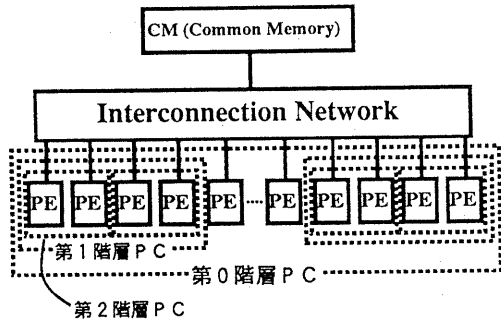 CM (Common Memory)
Interconnection Network
PE PE PE PE PE ..... PE PE PE PE PE
第1階層PC
第0階層PC
第2階層PC